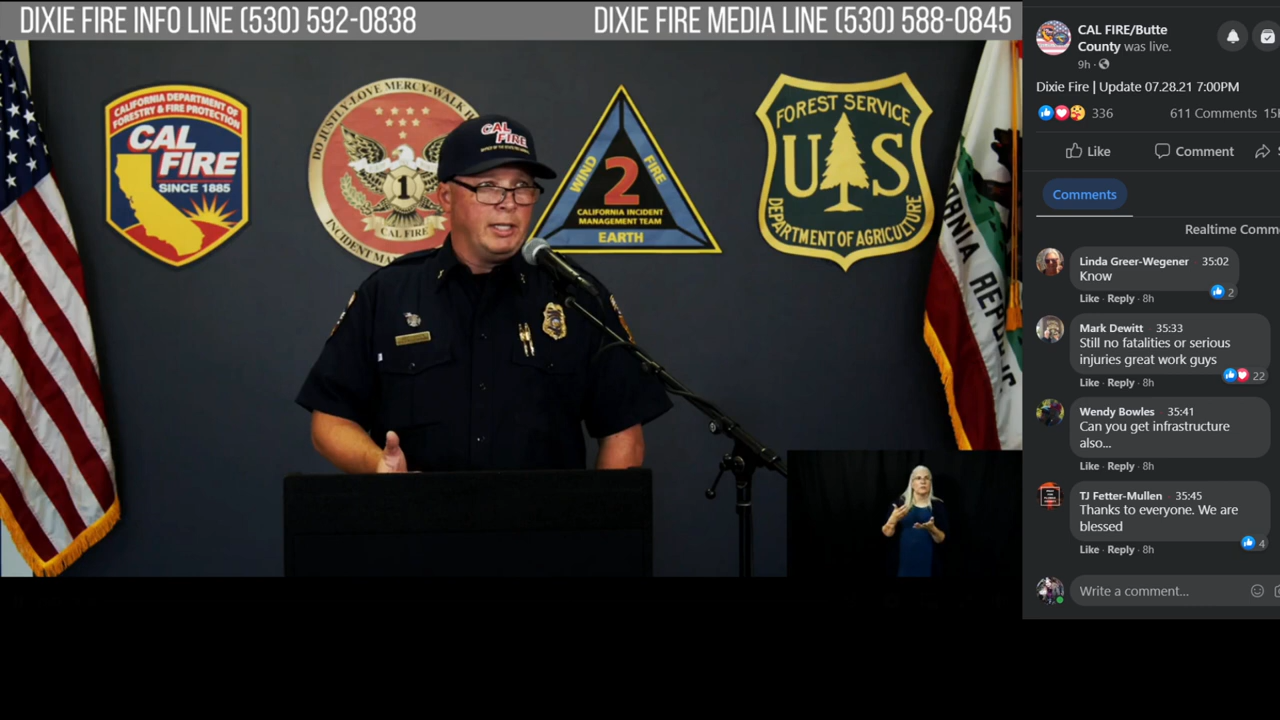 DIXIE FIRE INFO LINE (530) 592-0838
DIXIE FIRE MEDIA LINE (530) 588-0845
CALIFORNIA DEPARTMENT OF
FORESTRY & FIRE PROTECTION
CAL
FIRE
SINCE 1885
DO JUSTLY-LOVE MERCY-WALK
1
CAL FIRE
INCIDENT
CAL
FIRE
WIND
FIRE
2
CALIFORNIA INCIDENT
MANAGEMENT TEAM
EARTH
FOREST SERVICE
U S
DEPARTMENT OF AGRICULTURE
REPUBLIC
CAL FIRE/Butte
County was live.
9h ·
Dixie Fire | Update 07.28.21 7:00PM
336
611 Comments
Like
Comment
Comments
Realtime Comm
Linda Greer-Wegener 35:02
Know
2
Like · Reply · 8h
Mark Dewitt 35:33
Still no fatalities or serious
injuries great work guys
22
Like · Reply · 8h
Wendy Bowles 35:41
Can you get infrastructure
also...
Like · Reply · 8h
TJ Fetter-Mullen 35:45
Thanks to everyone. We are
blessed
4
Like · Reply · 8h
Write a comment...